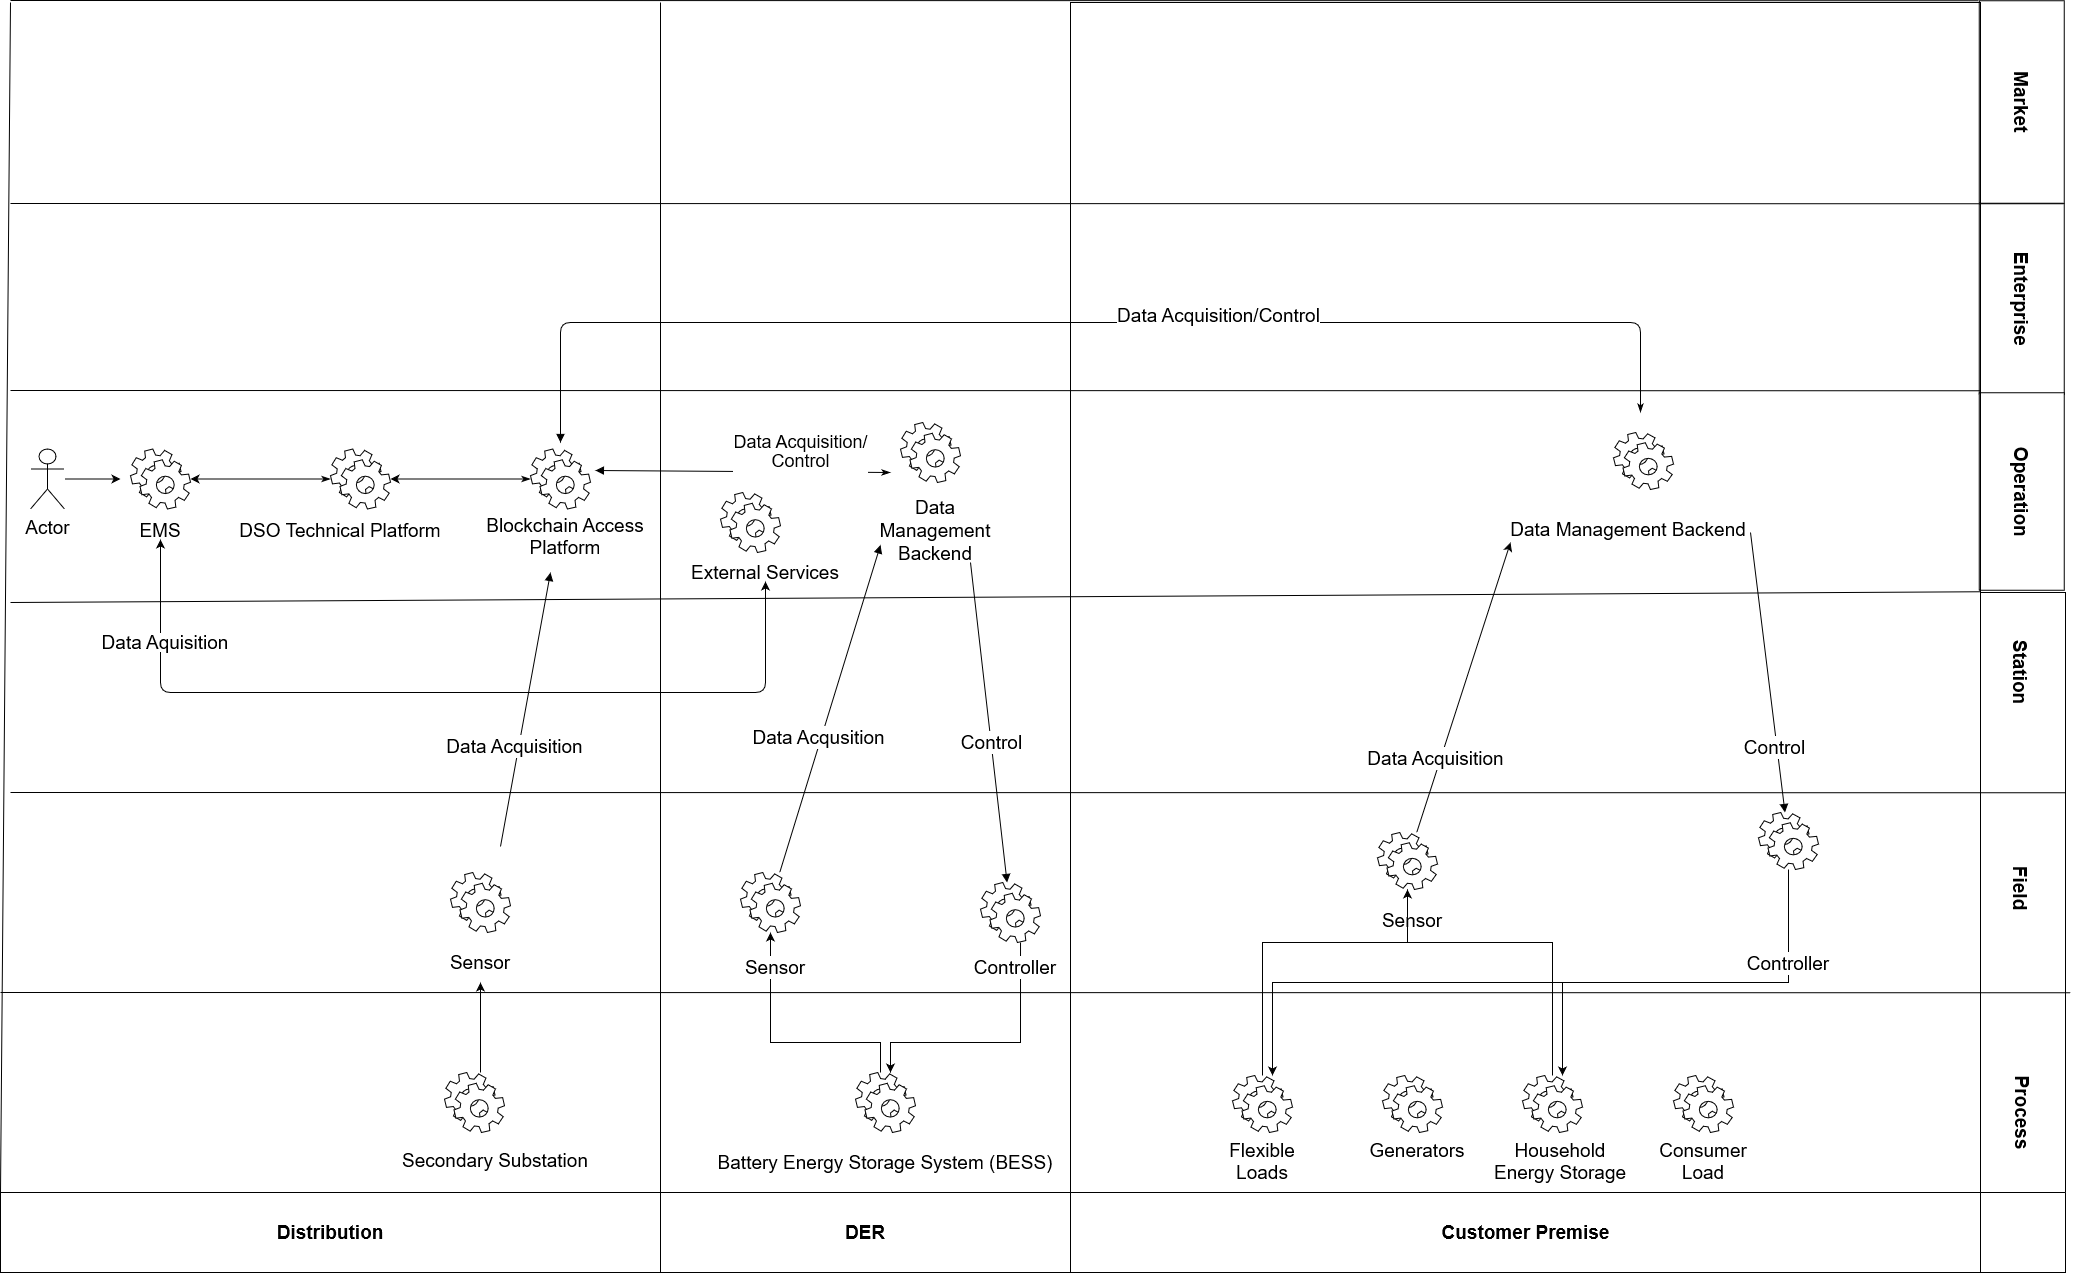 Market
Enterprise
Data Acquisition/Control
Operation
Actor
EMS
DSO Technical Platform
Blockchain Access
Platform
Data Acquisition/
Control
External Services
Data
Management
Backend
Data Management Backend
Station
Data Aquisition
Data Acquisition
Data Acqusition
Control
Data Acquisition
Control
Field
Sensor
Sensor
Controller
Sensor
Controller
Process
Secondary Substation
Battery Energy Storage System (BESS)
Flexible
Loads
Generators
Household
Energy Storage
Consumer
Load
Distribution
DER
Customer Premise